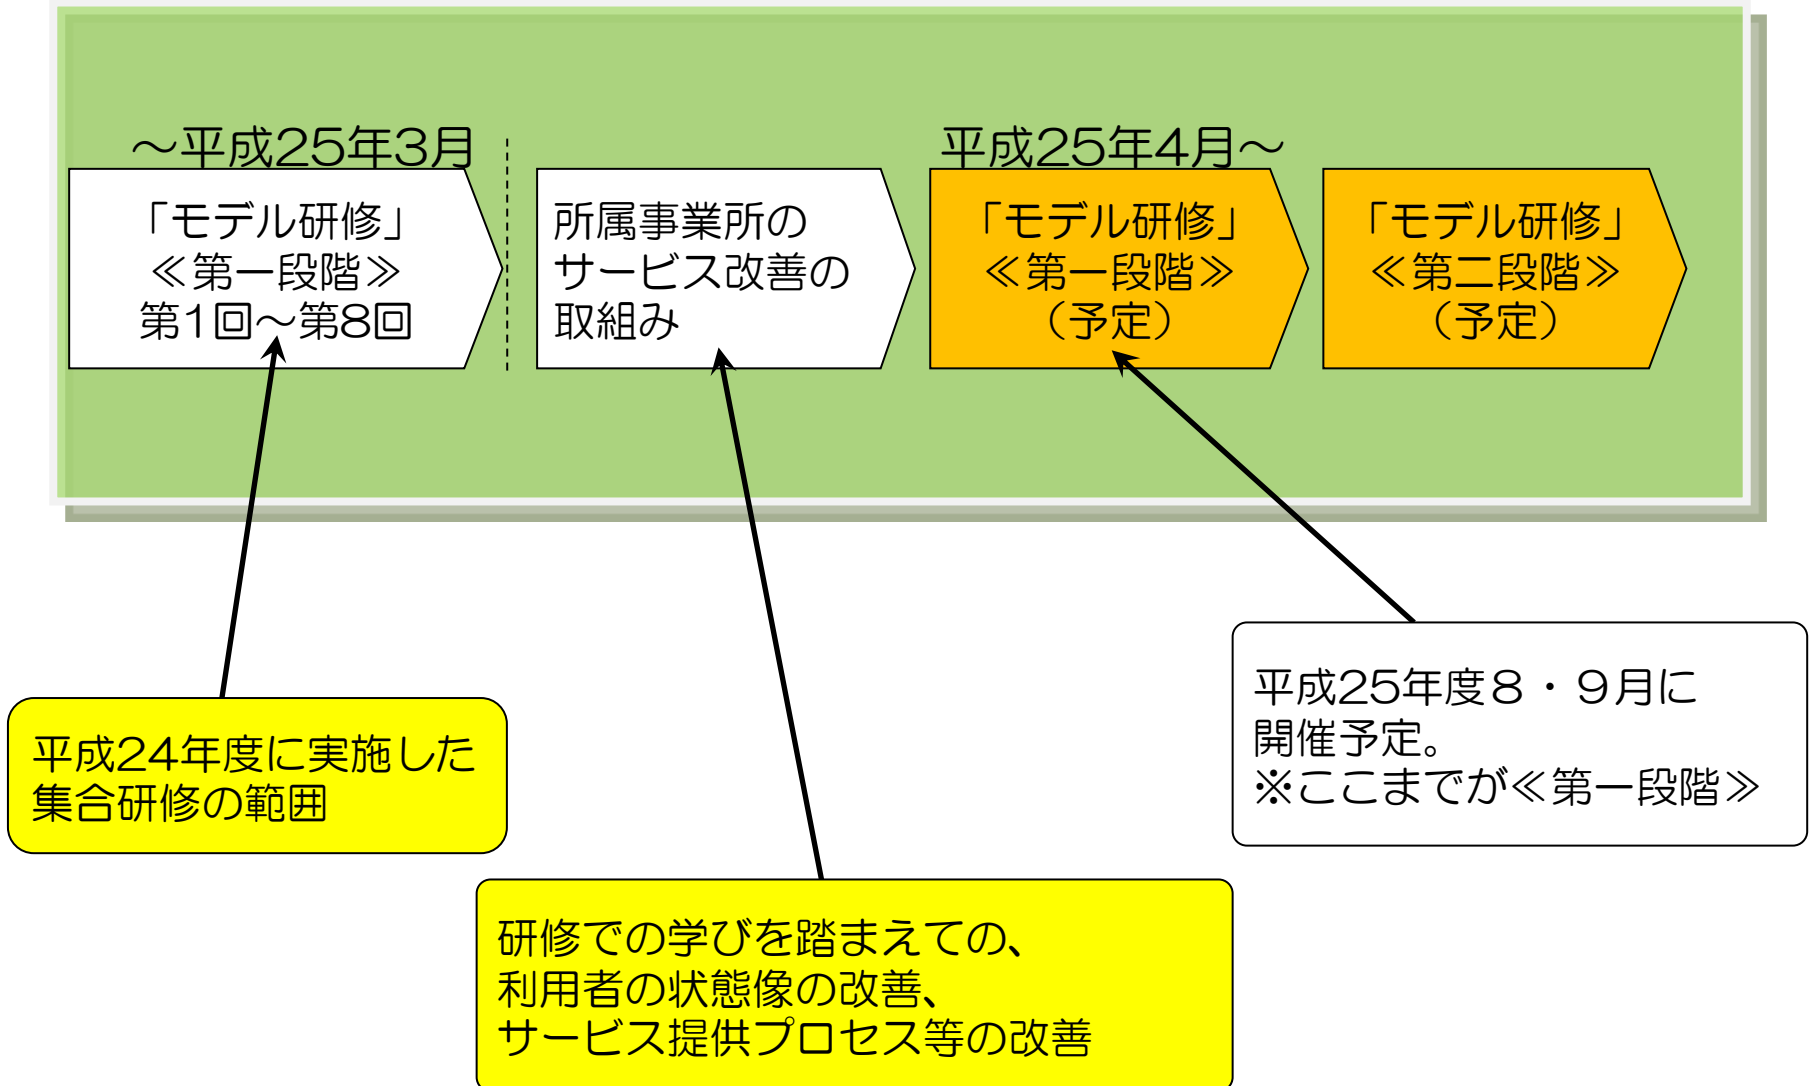 ～平成25年3月
平成25年4月～
「モデル研修」
≪第一段階≫
第1回～第8回
所属事業所の
サービス改善の
取組み
「モデル研修」
≪第一段階≫
（予定）
「モデル研修」
≪第二段階≫
（予定）
平成24年度に実施した
集合研修の範囲
研修での学びを踏まえての、
利用者の状態像の改善、
サービス提供プロセス等の改善
平成25年度８・９月に
開催予定。
※ここまでが≪第一段階≫